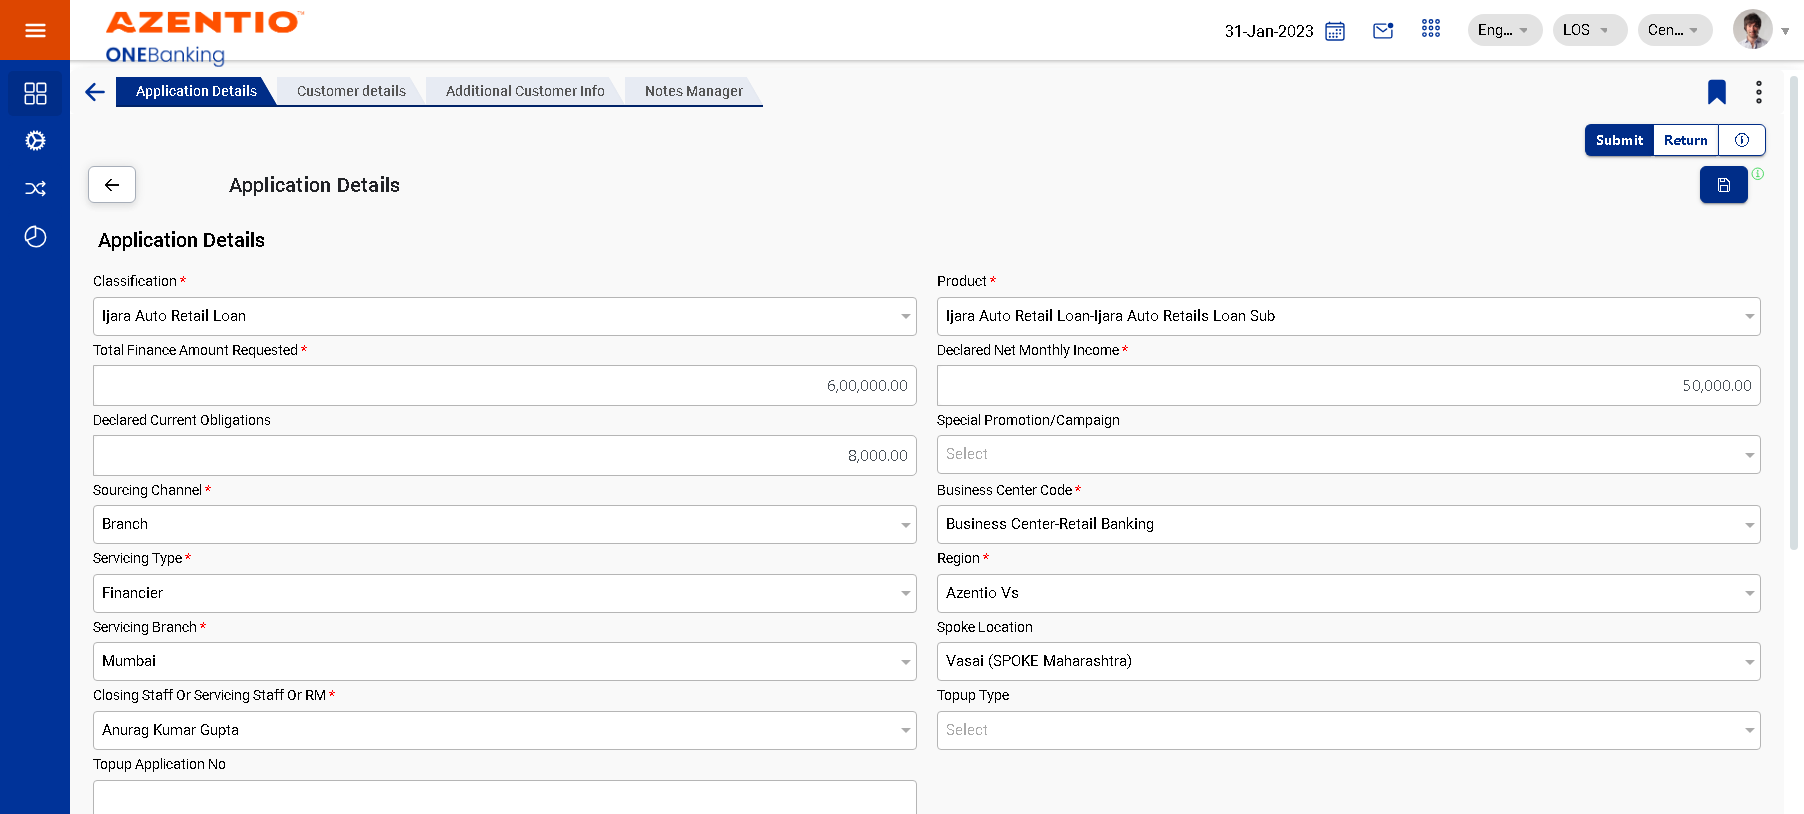 AZENTIO™
ONEBanking
31-Jan-2023
Eng...
LOS
Cen...
Application Details
Customer details
Additional Customer Info
Notes Manager
Submit
Return
Application Details
Application Details
Classification *
Product *
Ijara Auto Retail Loan
Ijara Auto Retail Loan-Ijara Auto Retails Loan Sub
Total Finance Amount Requested *
Declared Net Monthly Income *
6,00,000.00
50,000.00
Declared Current Obligations
Special Promotion/Campaign
8,000.00
Select
Sourcing Channel *
Business Center Code *
Branch
Business Center-Retail Banking
Servicing Type *
Region *
Financier
Azentio Vs
Servicing Branch *
Spoke Location
Mumbai
Vasai (SPOKE Maharashtra)
Closing Staff Or Servicing Staff Or RM *
Topup Type
Anurag Kumar Gupta
Select
Topup Application No